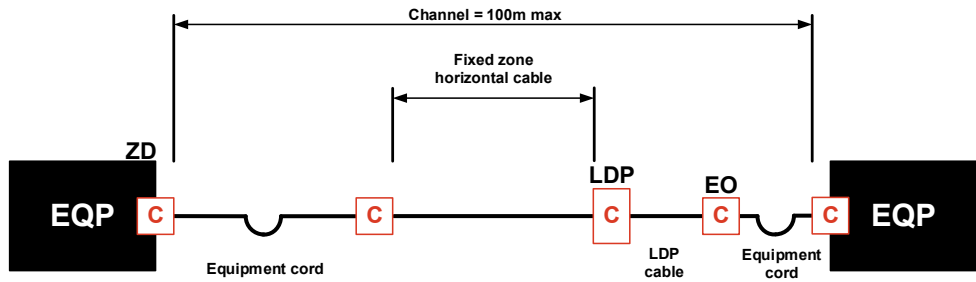 Channel = 100m max
Fixed zone
horizontal cable
ZD
LDP
EO
EQP
C
C
C
C
C
EQP
Equipment cord
LDP
cable
Equipment
cord